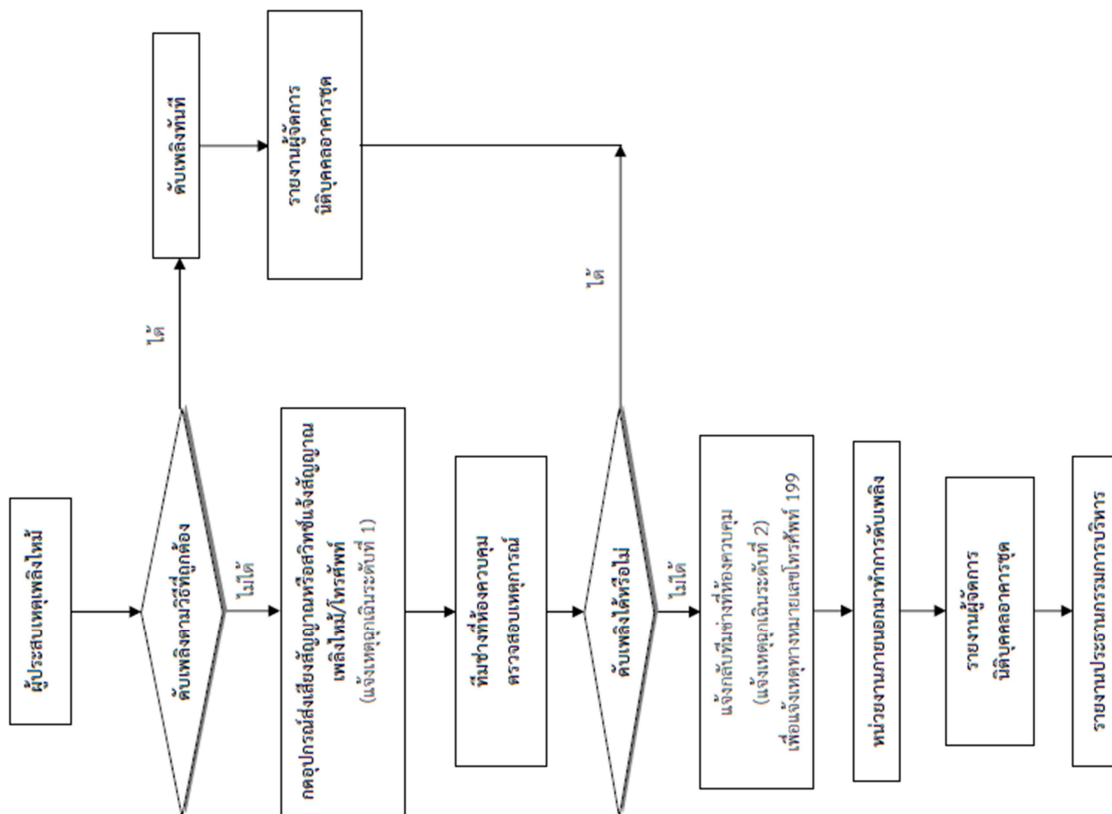 ผู้ประสบเหตุเพลิงไหม้
ดับเพลิงตามวิธีที่ถูกต้อง
ได้
ดับเพลิงทันที
รายงานผู้จัดการ
นิติบุคคลอาคารชุด
ไม่ได้
กดอุปกรณ์ส่งเสียงสัญญาณหรือสวิทซ์แจ้งสัญญาณ
เพลิงไหม้/โทรศัพท์
(แจ้งเหตุฉุกเฉินระดับที่ 1)
ทีมช่างที่ห้องควบคุม
ตรวจสอบเหตุการณ์
ดับเพลิงได้หรือไม่
ได้
ไม่ได้
แจ้งกลับทีมช่างที่ห้องควบคุม
(แจ้งเหตุฉุกเฉินระดับที่ 2)
เพื่อแจ้งเหตุทางหมายเลขโทรศัพท์ 199
หน่วยงานภายนอกมาทำการดับเพลิง
รายงานผู้จัดการ
นิติบุคคลอาคารชุด
รายงานประธานกรรมการบริหาร